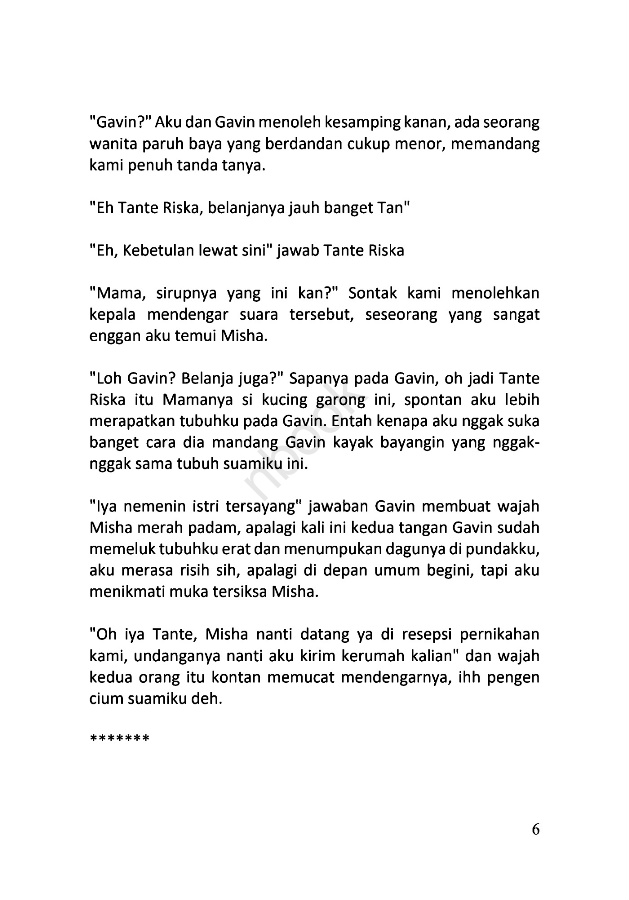 "Gavin?" Aku dan Gavin menoleh kesamping kanan, ada seorang
wanita paruh baya yang berdandan cukup menor, memandang
kami penuh tanda tanya.
"Eh Tante Riska, belanjanya jauh banget Tan"
"Eh, Kebetulan lewat sini" jawab Tante Riska
"Mama, sirupnya yang ini kan?" Sontak kami menolehkan
kepala mendengar suara tersebut, seseorang yang sangat
enggan aku temui Misha.
"Loh Gavin? Belanja juga?" Sapanya pada Gavin, oh jadi Tante
Riska itu Mamanya si kucing garong ini, spontan aku lebih
merapatkan tubuhku pada Gavin. Entah kenapa aku nggak suka
banget cara dia mandang Gavin kayak bayangin yang nggak-
nggak sama tubuh suamiku ini.
"Iya nemenin istri tersayang" jawaban Gavin membuat wajah
Misha merah padam, apalagi kali ini kedua tangan Gavin sudah
memeluk tubuhku erat dan menumpukan dagunya di pundakku,
aku merasa risih sih, apalagi di depan umum begini, tapi aku
menikmati muka tersiksa Misha.
"Oh iya Tante, Misha nanti datang ya di resepsi pernikahan
kami, undanganya nanti aku kirim kerumah kalian" dan wajah
kedua orang itu kontan memucat mendengarnya, ihh pengen
cium suamiku deh.
*******
nbook
6